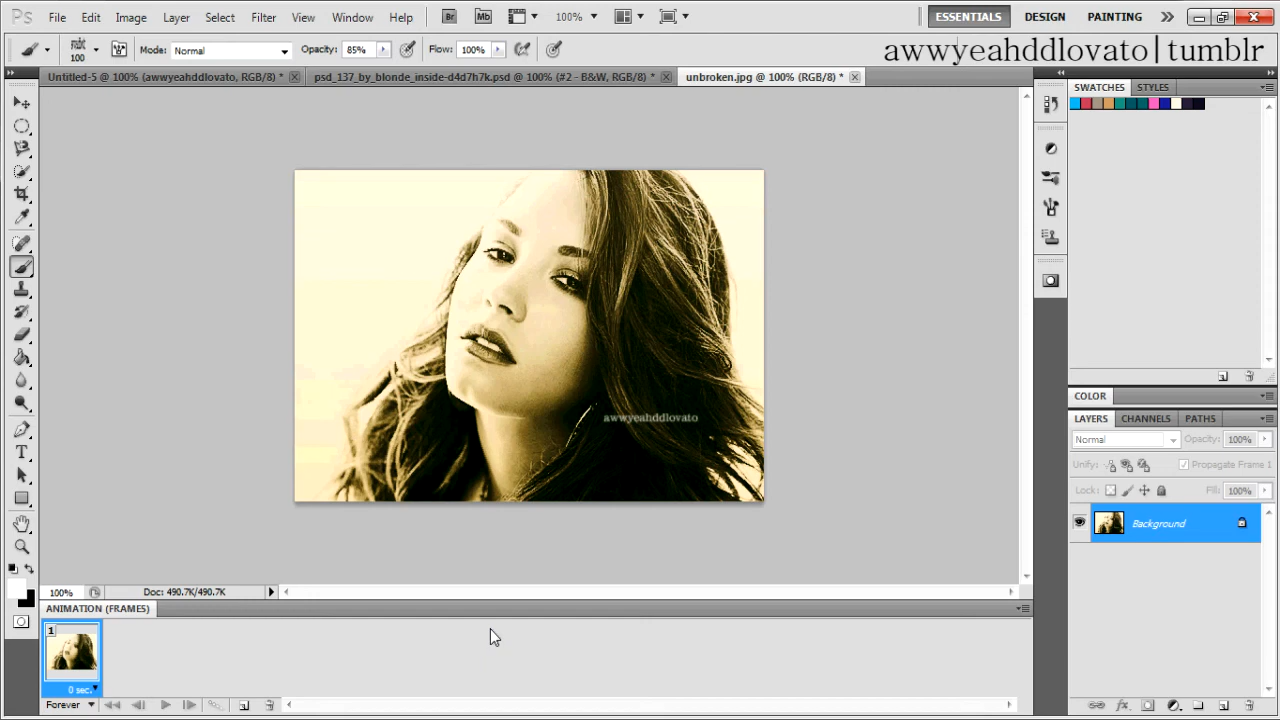 Ps File Edit Image Layer Select Filter View Window Help Br Mb 100% ESSENTIALS DESIGN PAINTING
100 Mode: Normal Opacity: 85% Flow: 100% awwyeahddlovato|tumblr
Untitled-5 @ 100% (awwyeahddlovato, RGB/8) * psd_137_by_blonde_inside-d4d7h7k.psd @ 100% (#2 - B&W, RGB/8) * unbroken.jpg @ 100% (RGB/8) *
SWATCHES STYLES
COLOR
LAYERS CHANNELS PATHS
Normal Opacity: 100%
Unify: Propagate Frame 1
Lock: Fill: 100%
Background
awwyeahddlovato
100% Doc: 490.7K/490.7K
ANIMATION (FRAMES)
1
0 sec.
Forever